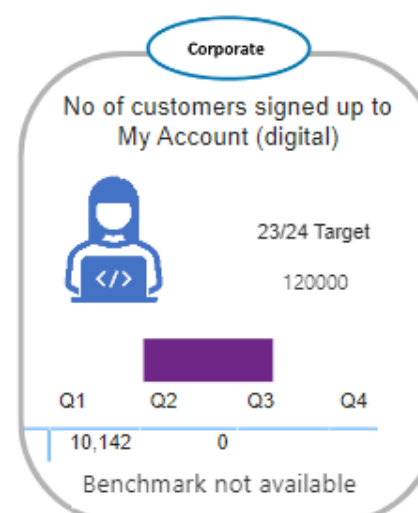 Corporate
No of customers signed up to
My Account (digital)
</>
23/24 Target
120000
Q1 Q2 Q3 Q4
10,142 0
Benchmark not available